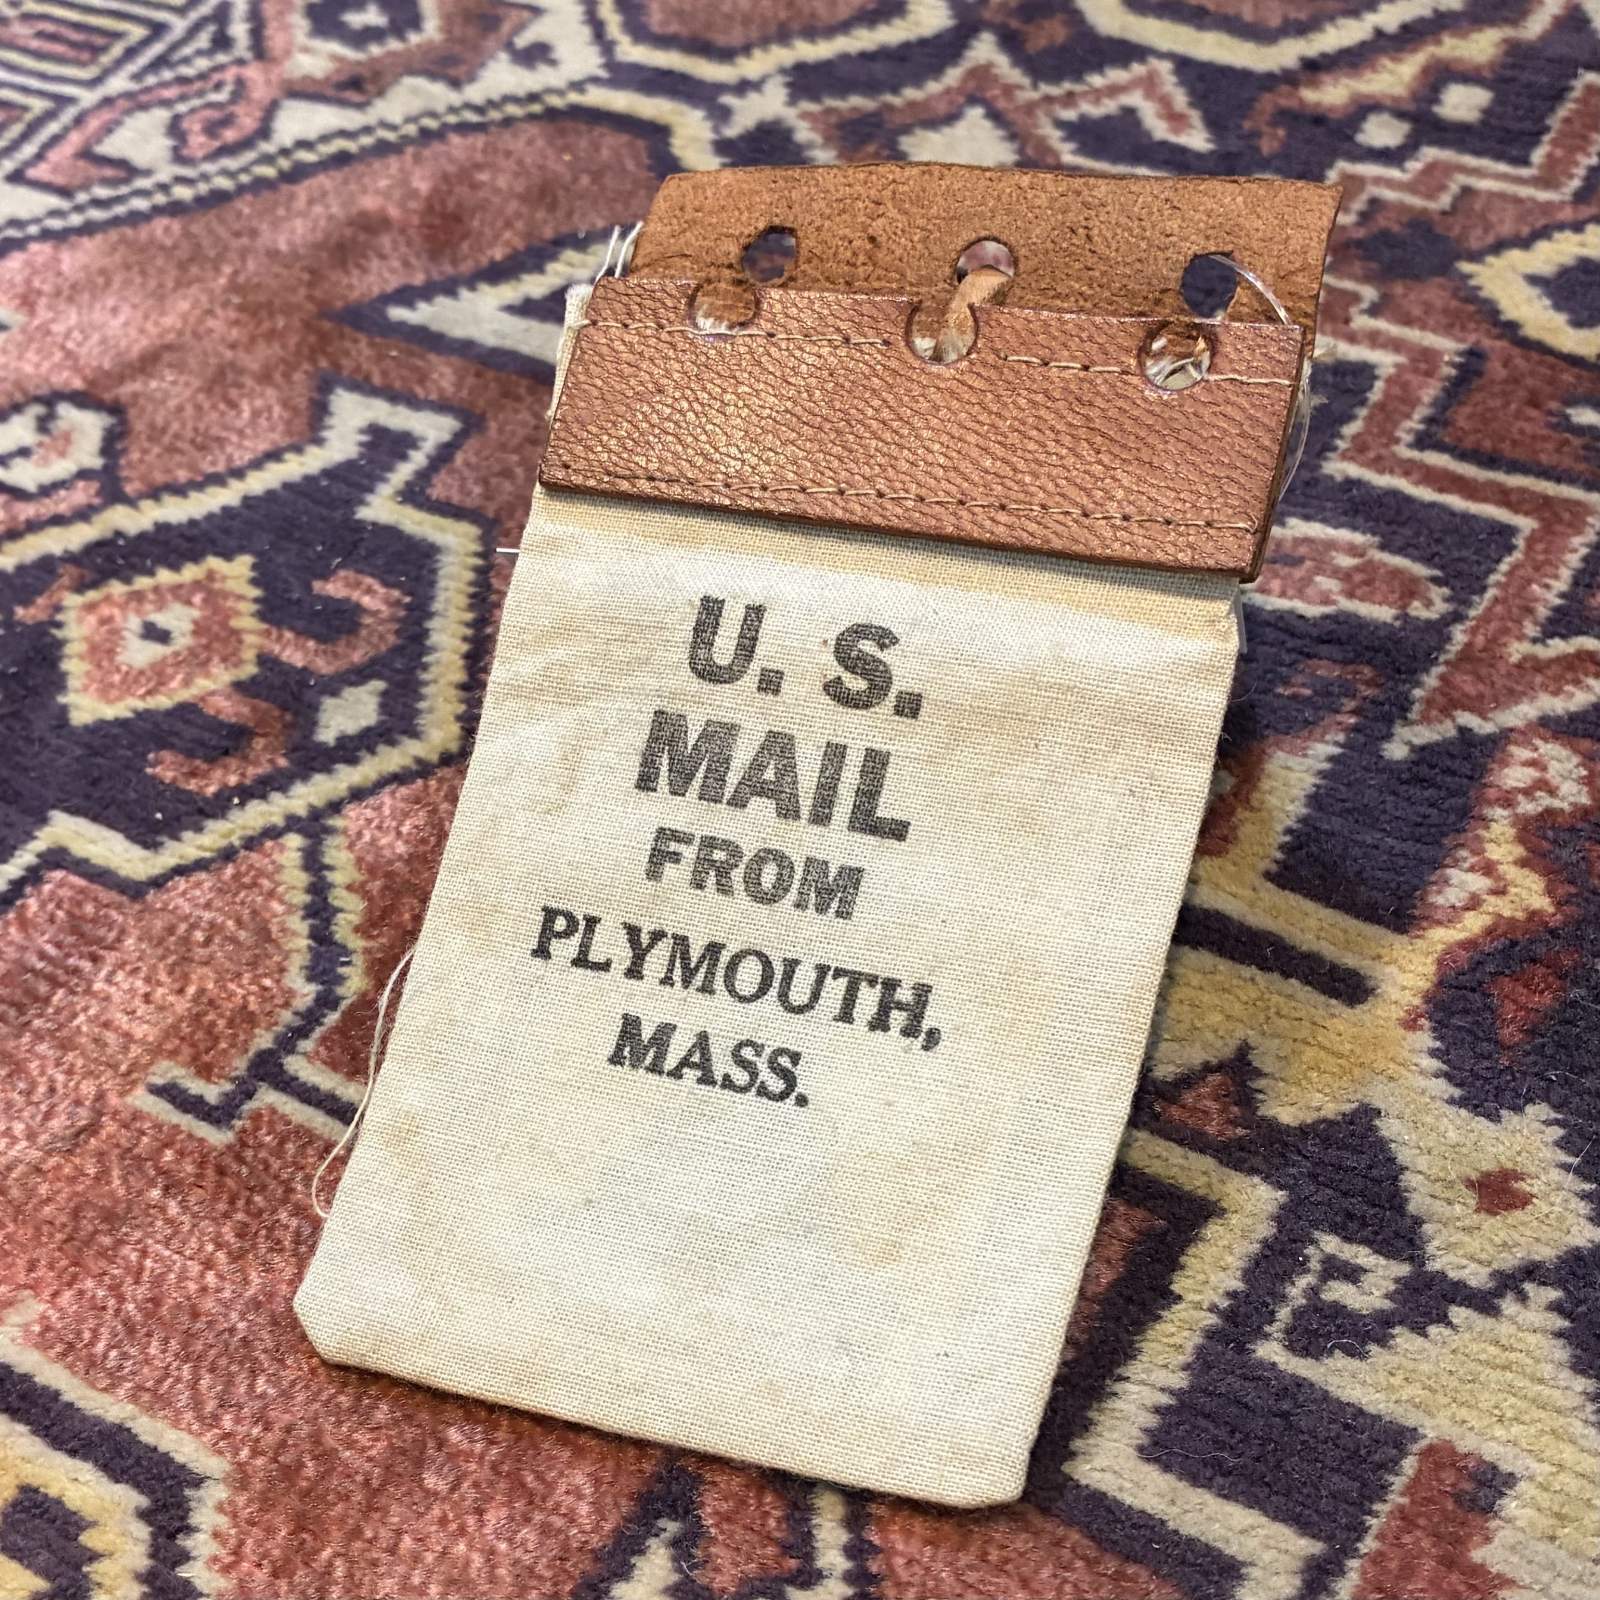 U. S.
MAIL
FROM
PLYMOUTH,
MASS.